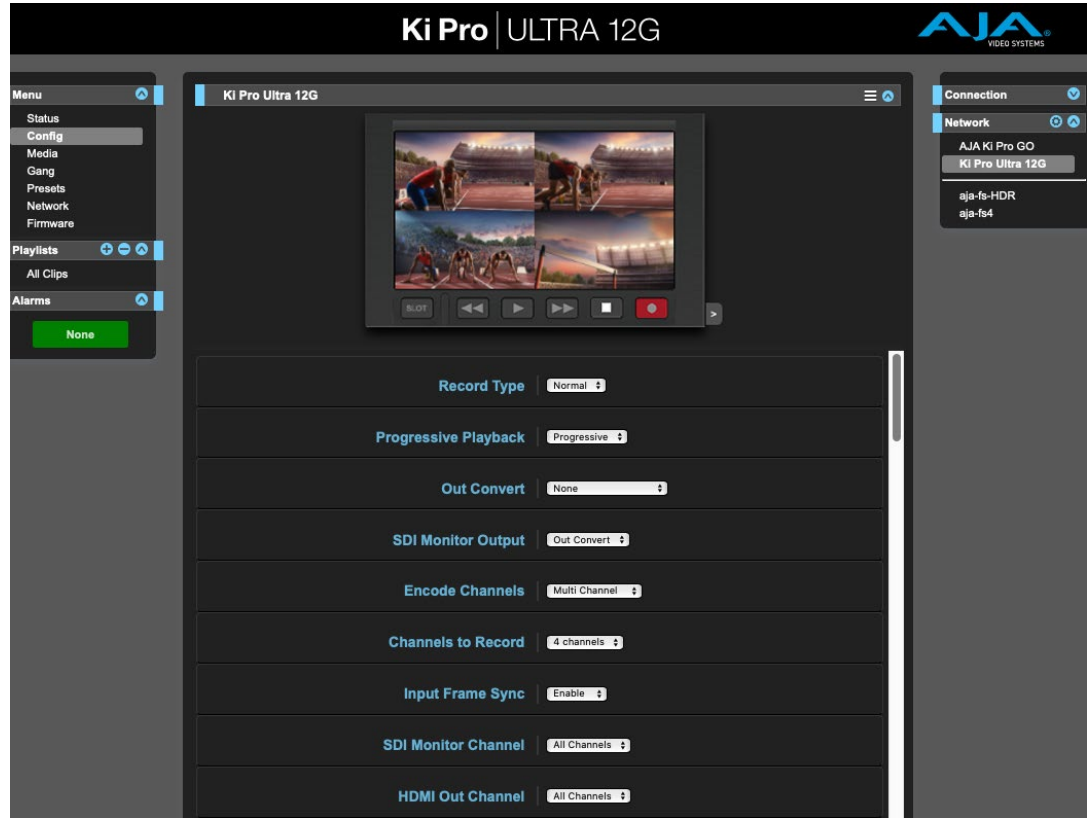 Ki Pro | ULTRA 12G
AJA
VIDEO SYSTEMS
Menu
Status
Config
Media
Gang
Presets
Network
Firmware
Playlists
All Clips
Alarms
None
Ki Pro Ultra 12G
SLOT
>
Record Type Normal
Progressive Playback Progressive
Out Convert None
SDI Monitor Output Out Convert
Encode Channels Multi Channel
Channels to Record 4 channels
Input Frame Sync Enable
SDI Monitor Channel All Channels
HDMI Out Channel All Channels
Connection
Network
AJA Ki Pro GO
Ki Pro Ultra 12G
aja-fs-HDR
aja-fs4